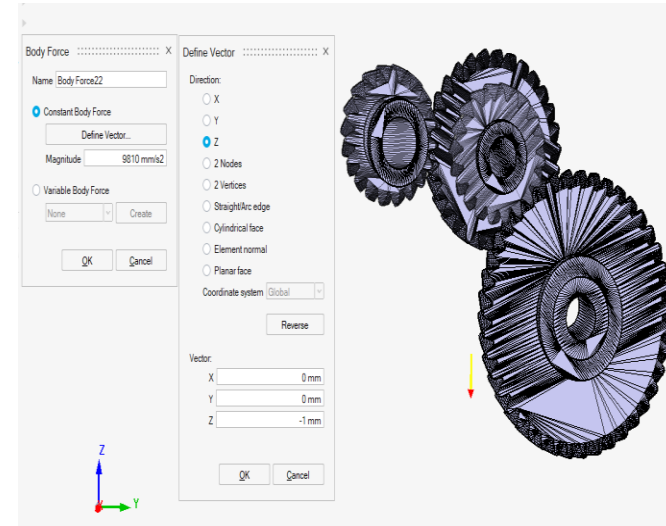 Body Force X
Name Body Force22
Constant Body Force
Define Vector...
Magnitude 9810 mm/s2
Variable Body Force
None Create
OK Cancel
Define Vector X
Direction:
X
Y
Z
2 Nodes
2 Vertices
Straight/Arc edge
Cylindrical face
Element normal
Planar face
Coordinate system Global
Reverse
Vector:
X 0 mm
Y 0 mm
Z -1 mm
OK Cancel
Z
Y